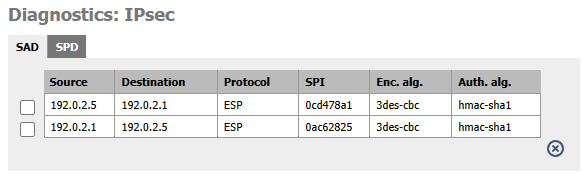 Diagnostics: IPsec
SAD SPD
Source Destination Protocol SPI Enc. alg. Auth. alg.
192.0.2.5 192.0.2.1 ESP 0cd478a1 3des-cbc hmac-sha1
192.0.2.1 192.0.2.5 ESP 0ac62825 3des-cbc hmac-sha1